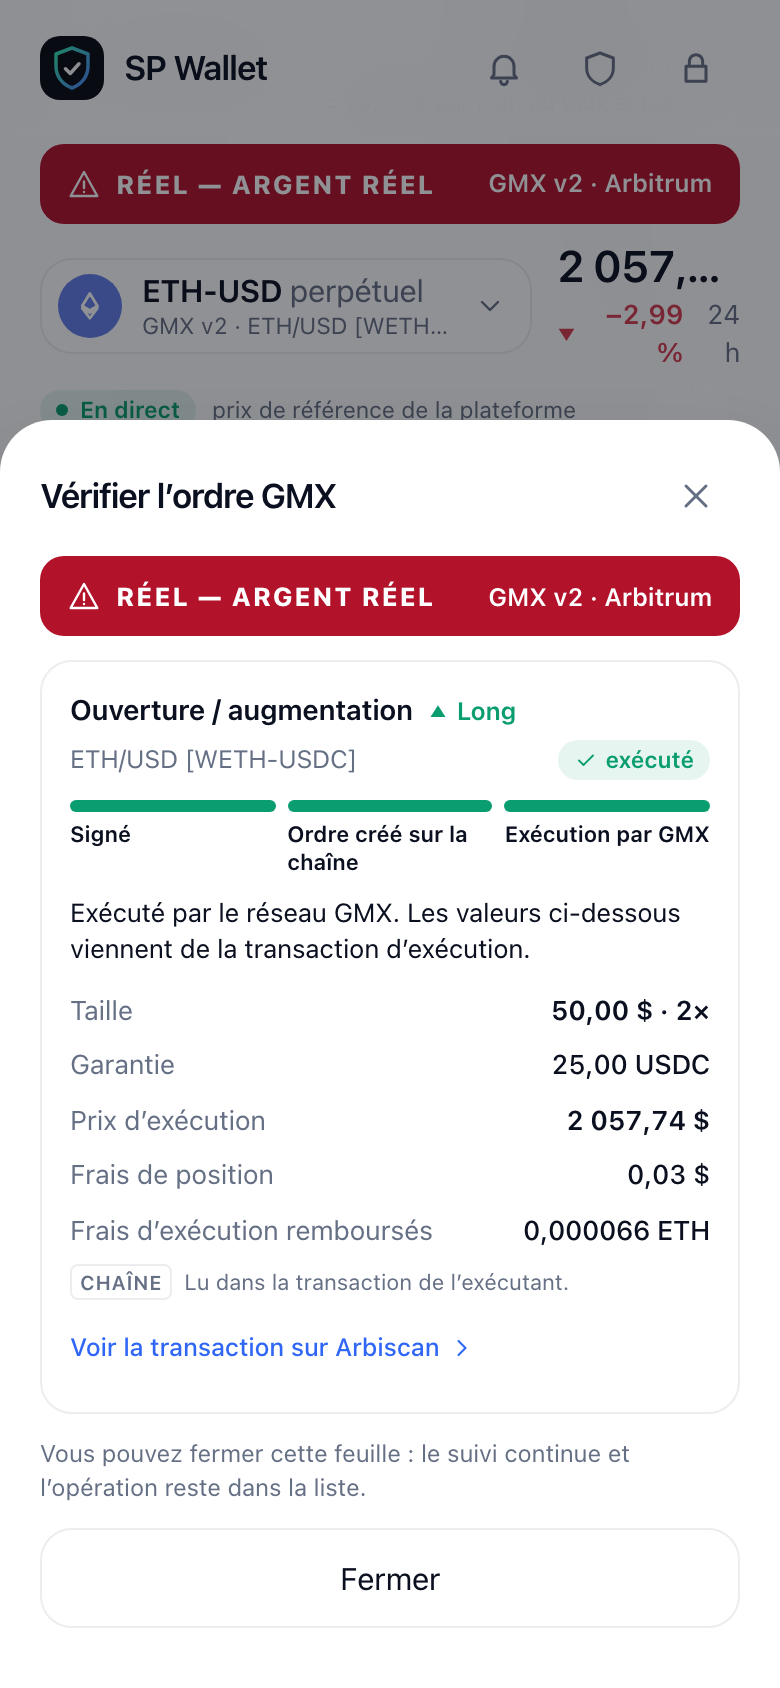 SP Wallet
RÉEL — ARGENT RÉEL GMX v2 · Arbitrum
ETH-USD perpétuel
GMX v2 · ETH/USD [WETH...
2 057,...
−2,99 % 24 h
En direct prix de référence de la plateforme
Vérifier l’ordre GMX
RÉEL — ARGENT RÉEL GMX v2 · Arbitrum
Ouverture / augmentation Long
ETH/USD [WETH-USDC] exécuté
Signé
Ordre créé sur la
chaîne
Exécution par GMX
Exécuté par le réseau GMX. Les valeurs ci-dessous
viennent de la transaction d’exécution.
Taille 50,00 $ · 2×
Garantie 25,00 USDC
Prix d’exécution 2 057,74 $
Frais de position 0,03 $
Frais d’exécution remboursés 0,000066 ETH
CHAÎNE Lu dans la transaction de l’exécutant.
Voir la transaction sur Arbiscan
Vous pouvez fermer cette feuille : le suivi continue et
l’opération reste dans la liste.
Fermer